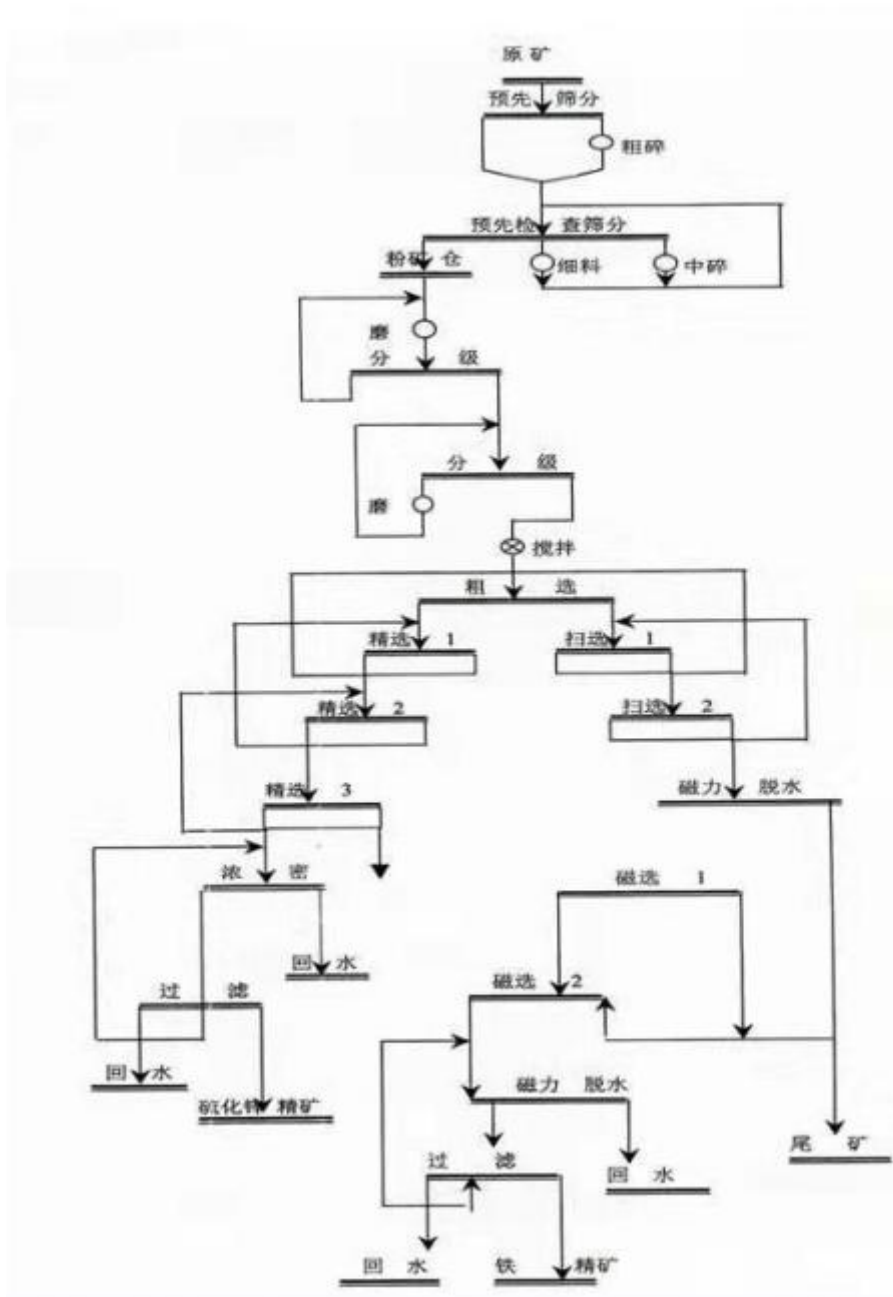 原矿
预先 筛分
粗碎
预先检 查筛分
粉矿 仓
细料
中碎
磨
分 级
分 级
磨
搅拌
粗 选
精选 1
扫选 1
精选 2
扫选 2
精选 3
磁力 脱水
浓 密
磁选 1
回 水
磁选 2
过 滤
回 水
硫化锌 精矿
磁力 脱水
尾 矿
过 滤
回 水
回 水
铁 精矿